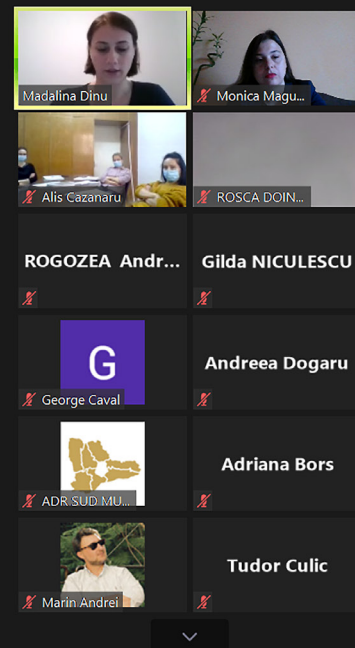 Madalina Dinu
Monica Magu...
Alis Cazanaru
ROSCA DOIN...
ROGOZEA Andr...
Gilda NICULESCU
G
George Caval
Andreea Dogaru
ADR SUD MU...
Adriana Bors
Marin Andrei
Tudor Culic